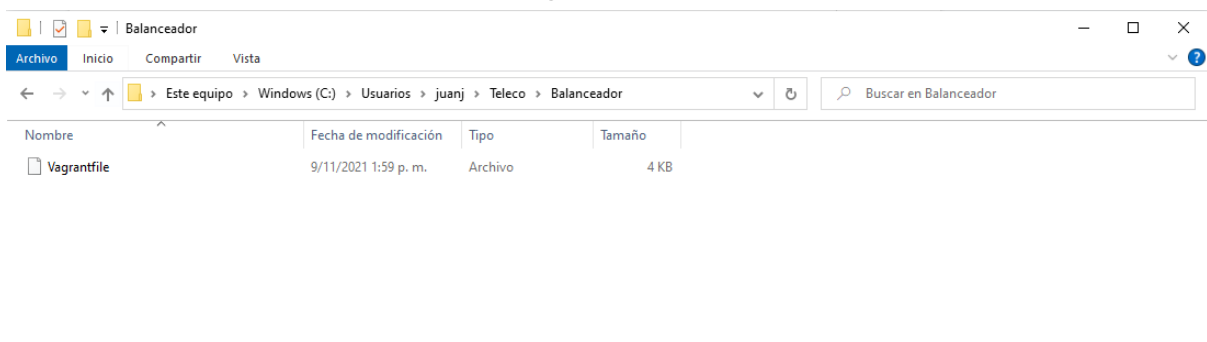 Balanceador
Archivo Inicio Compartir Vista
Este equipo > Windows (C:) > Usuarios > juanj > Teleco > Balanceador Buscar en Balanceador
Nombre Fecha de modificación Tipo Tamaño
Vagrantfile 9/11/2021 1:59 p. m. Archivo 4 KB